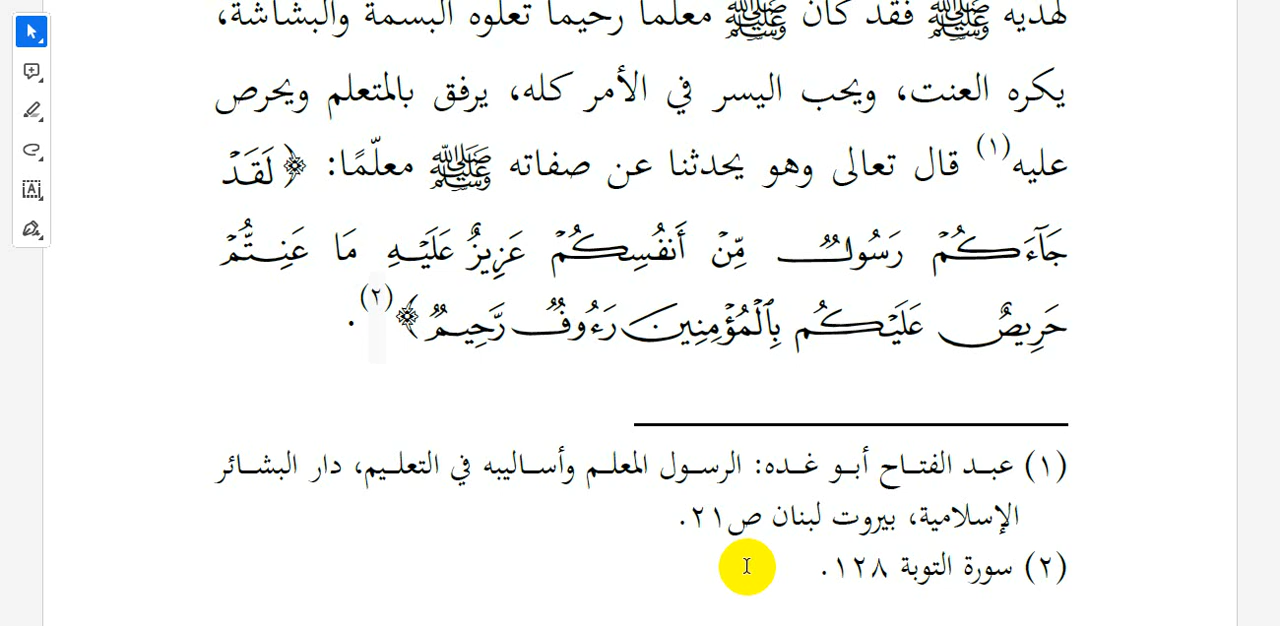 لهديه ﷺ فقد كان ﷺ معلما رحيما تعلوه البسمة والبشاشة،
يكره العنت، ويحب اليسر في الأمر كله، يرفق بالمتعلم ويحرص
عليه(١) قال تعالى وهو يحدثنا عن صفاته ﷺ معلّمًا: ﴿لَقَدْ
جَآءَكُمْ رَسُولٌ مِّنْ أَنفُسِكُمْ عَزِيزٌ عَلَيْهِ مَا عَنِتُّمْ
حَرِيصٌ عَلَيْكُم بِٱلْمُؤْمِنِينَ رَءُوفٌ رَّحِيمٌ﴾(٢).
(١) عبد الفتاح أبو غده: الرسول المعلم وأساليبه في التعليم، دار البشائر
الإسلامية، بيروت لبنان ص٢١.
(٢) سورة التوبة ١٢٨.